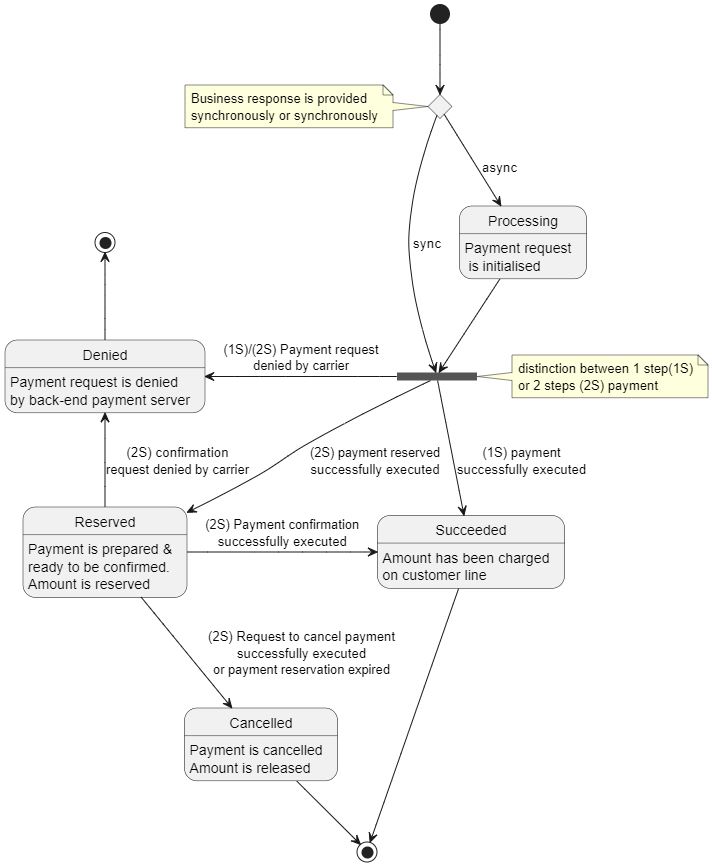 Business response is provided
synchronously or synchronously
async
sync
Processing
Payment request
is initialised
Denied
Payment request is denied
by back-end payment server
(1S)/(2S) Payment request
denied by carrier
distinction between 1 step(1S)
or 2 steps (2S) payment
(2S) confirmation
request denied by carrier
(2S) payment reserved
successfully executed
(1S) payment
successfully executed
Reserved
Payment is prepared &
ready to be confirmed.
Amount is reserved
(2S) Payment confirmation
successfully executed
Succeeded
Amount has been charged
on customer line
(2S) Request to cancel payment
successfully executed
or payment reservation expired
Cancelled
Payment is cancelled
Amount is released